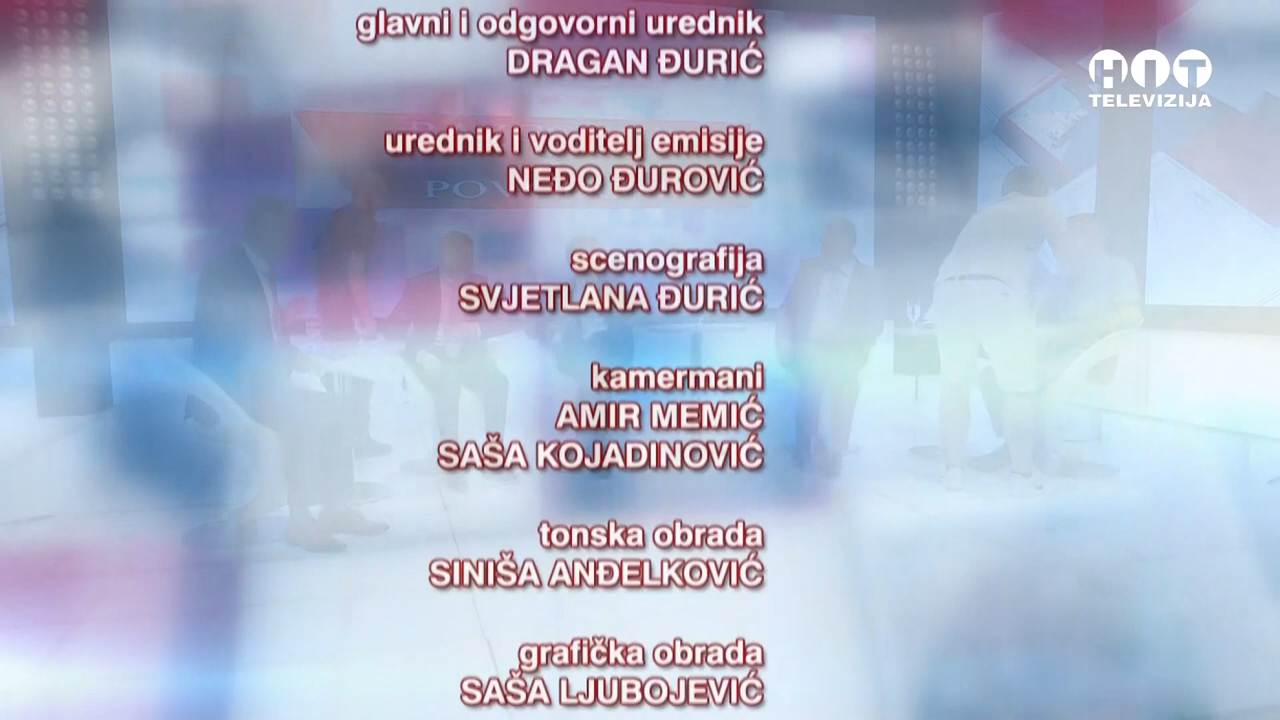 glavni i odgovorni urednik
DRAGAN ĐURIĆ
HIT
TELEVIZIJA
urednik i voditelj emisije
NEĐO ĐUROVIĆ
scenografija
SVJETLANA ĐURIĆ
kamermani
AMIR MEMIĆ
SAŠA KOJADINOVIĆ
tonska obrada
SINIŠA ANĐELKOVIĆ
grafička obrada
SAŠA LJUBOJEVIĆ